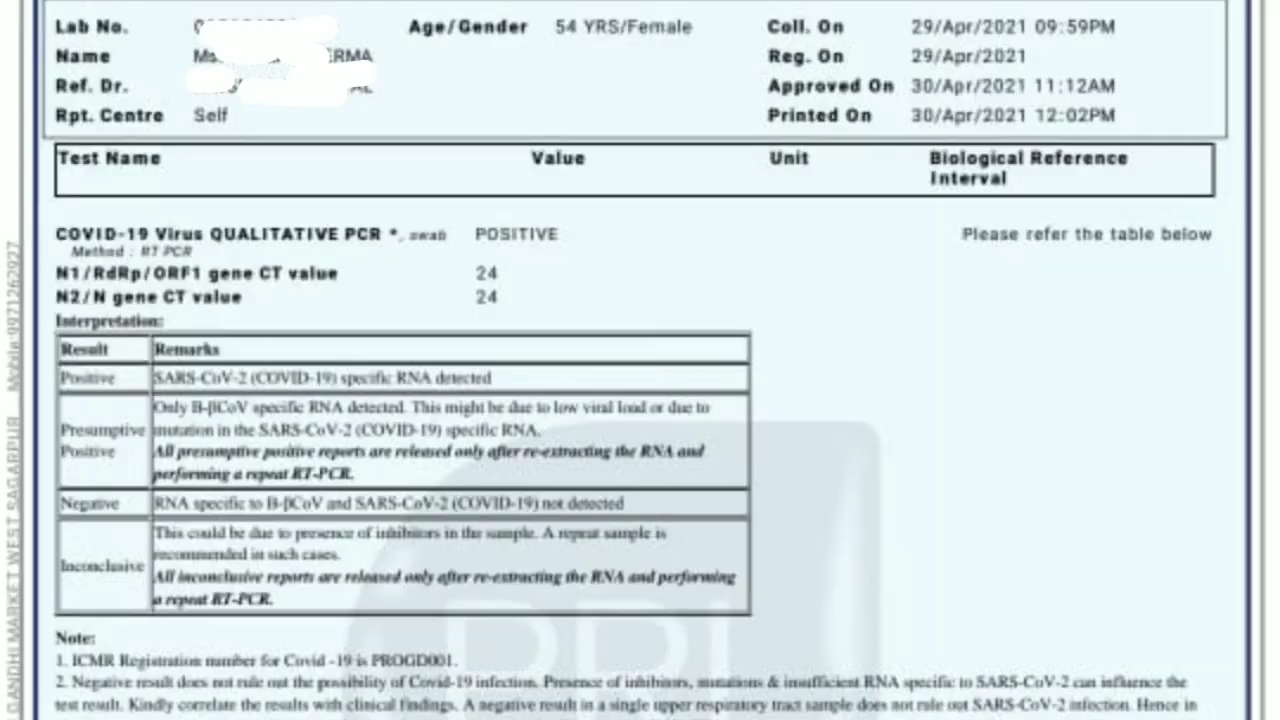 Lab No. Age/Gender 54 YRS/Female Coll. On 29/Apr/2021 09:59PM
Name Ms. ERMA Reg. On 29/Apr/2021
Ref. Dr. Approved On 30/Apr/2021 11:12AM
Rpt. Centre Self Printed On 30/Apr/2021 12:02PM
Test Name Value Unit Biological Reference
Interval
COVID-19 Virus QUALITATIVE PCR *, swab POSITIVE Please refer the table below
Method : RT PCR
N1/RdRp/ORF1 gene CT value 24
N2/N gene CT value 24
Interpretation:
Result Remarks
Positive SARS-CoV-2 (COVID-19) specific RNA detected
Presumptive Positive Only B-βCoV specific RNA detected. This might be due to low viral load or due to
mutation in the SARS-CoV-2 (COVID-19) specific RNA.
All presumptive positive reports are released only after re-extracting the RNA and
performing a repeat RT-PCR.
Negative RNA specific to B-βCoV and SARS-CoV-2 (COVID-19) not detected
Inconclusive This could be due to presence of inhibitors in the sample. A repeat sample is
recommended in such cases.
All inconclusive reports are released only after re-extracting the RNA and performing
a repeat RT-PCR.
Note:
1. ICMR Registration number for Covid -19 is PROGD001.
2. Negative result does not rule out the possibility of Covid-19 infection. Presence of inhibitors, mutations & insufficient RNA specific to SARS-CoV-2 can influence the
test result. Kindly correlate the results with clinical findings. A negative result in a single upper respiratory tract sample does not rule out SARS-CoV-2 infection. Hence in
GANDHI MARKET WEST SAGARPUR Mobile:9971262927